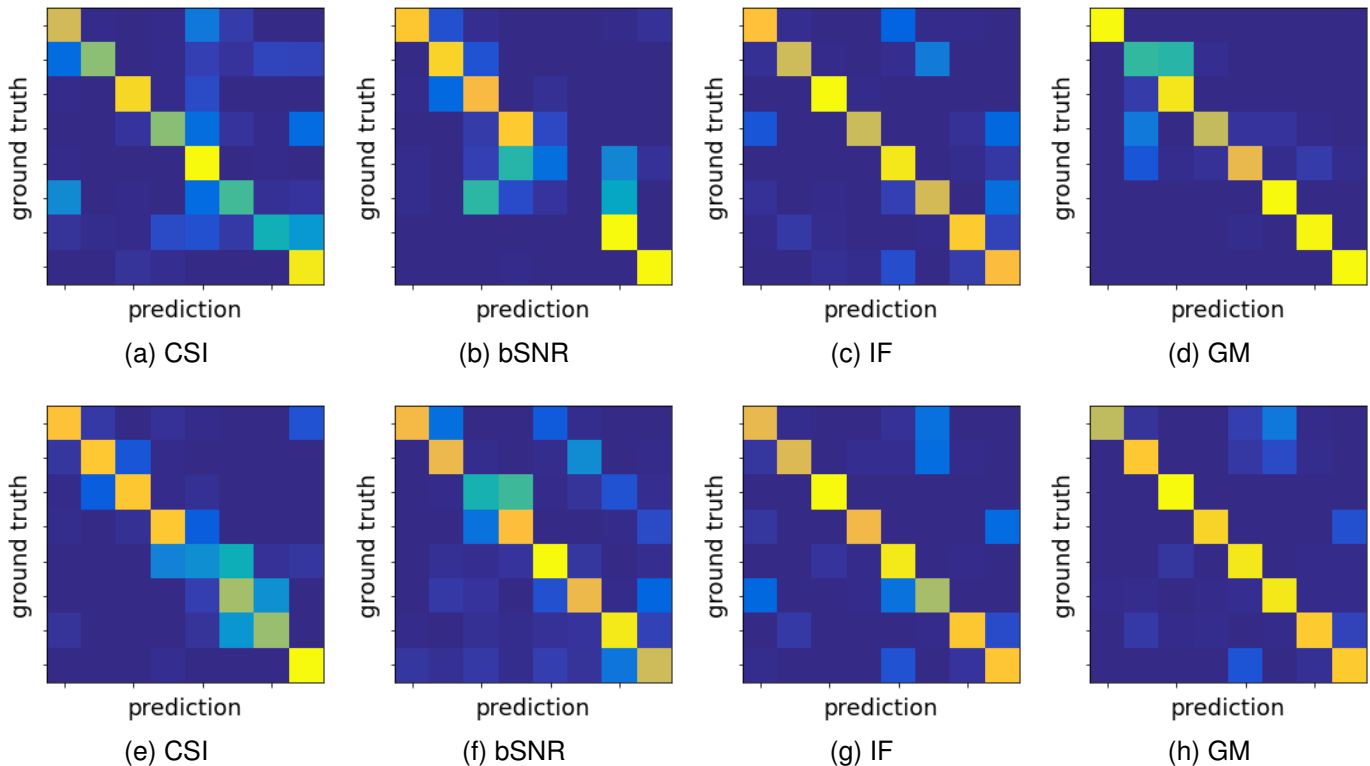 ground truth
prediction
(a) CSI
ground truth
prediction
(b) bSNR
ground truth
prediction
(c) IF
ground truth
prediction
(d) GM
ground truth
prediction
(e) CSI
ground truth
prediction
(f) bSNR
ground truth
prediction
(g) IF
ground truth
prediction
(h) GM